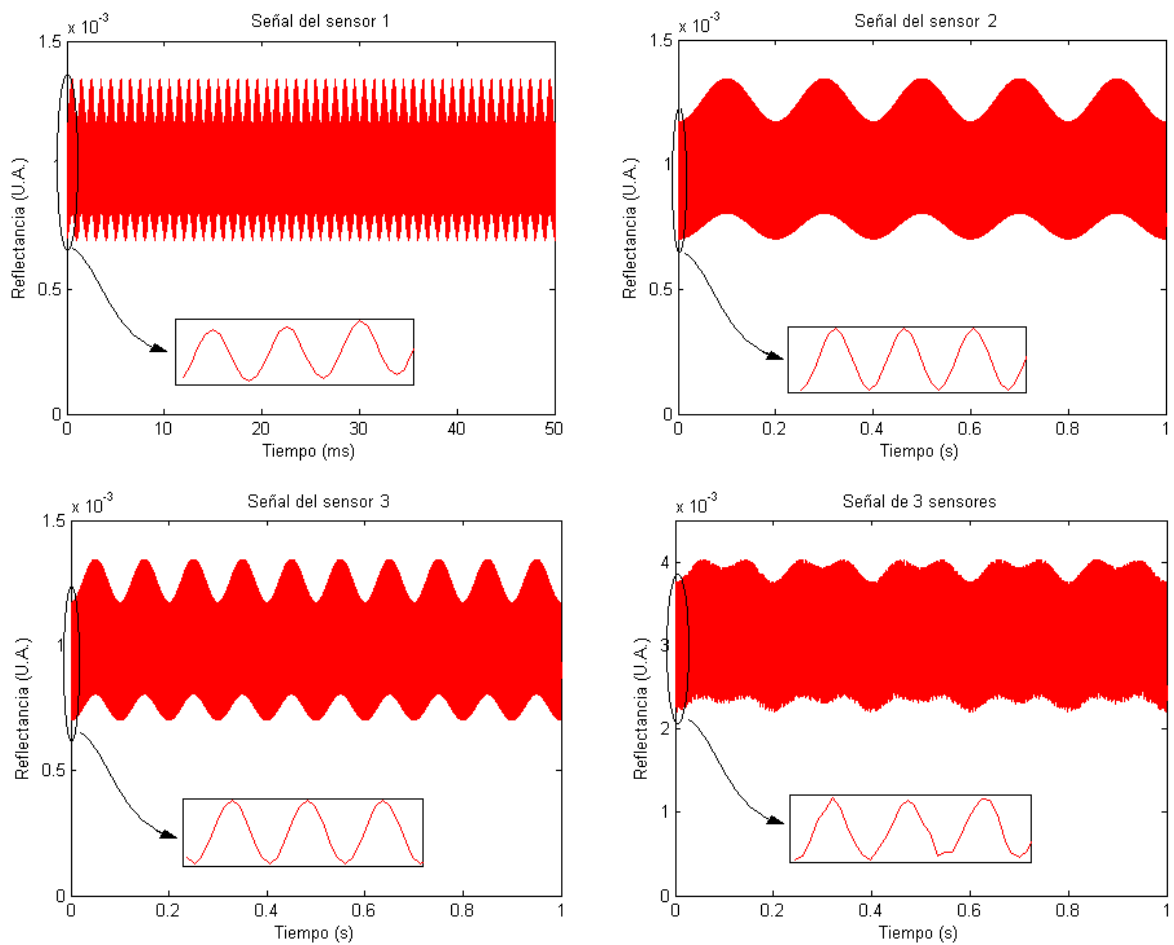 Señal del sensor 1
x 10⁻³
1.5
1
0.5
0
Reflectancia (U.A.)
0 10 20 30 40 50
Tiempo (ms)
Señal del sensor 2
x 10⁻³
1.5
1
0.5
0
Reflectancia (U.A.)
0 0.2 0.4 0.6 0.8 1
Tiempo (s)
Señal del sensor 3
x 10⁻³
1.5
1
0.5
0
Reflectancia (U.A.)
0 0.2 0.4 0.6 0.8 1
Tiempo (s)
Señal de 3 sensores
x 10⁻³
4
3
2
1
0
Reflectancia (U.A.)
0 0.2 0.4 0.6 0.8 1
Tiempo (s)